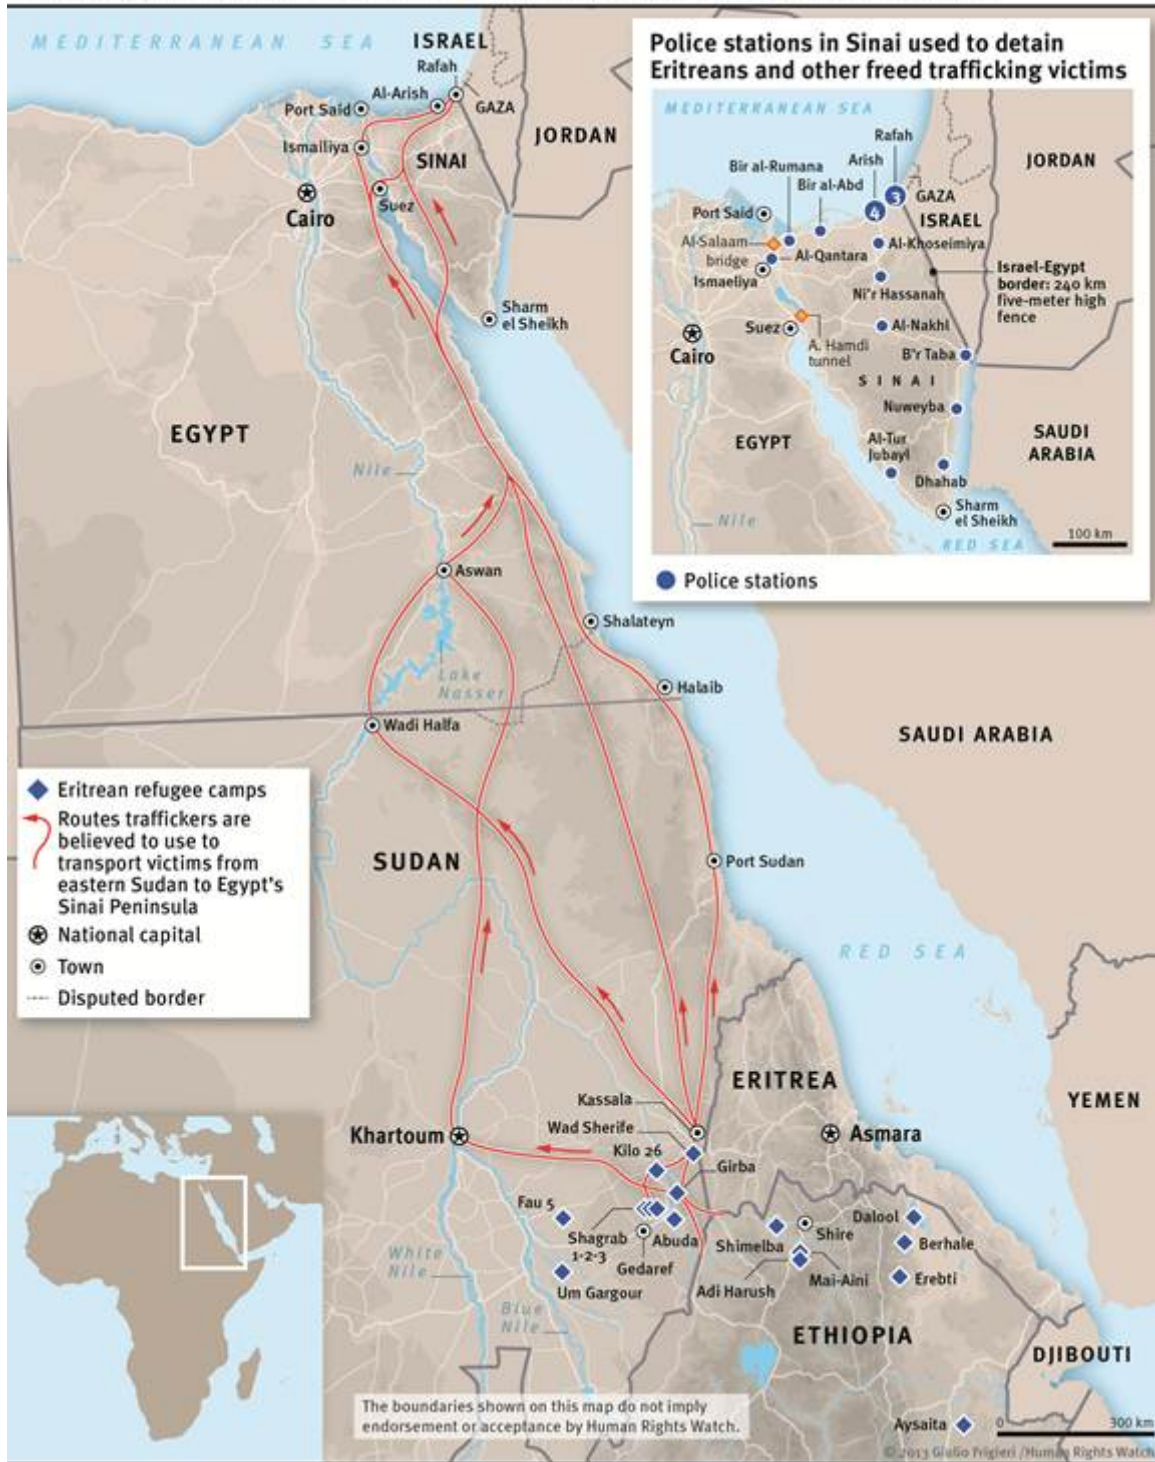 MEDITERRANEAN SEA
ISRAEL
Rafah
Al-Arish
Port Said
GAZA
Ismailiya
SINAI
JORDAN
Cairo
Suez
Sharm
el Sheikh
EGYPT
Nile
Aswan
Shalateyn
Lake
Nasser
Halaib
Wadi Halfa
SAUDI ARABIA
Police stations in Sinai used to detain
Eritreans and other freed trafficking victims
MEDITERRANEAN SEA
Rafah
Arish
JORDAN
Bir al-Rumana
Bir al-Abd
3
GAZA
4
ISRAEL
Port Said
Al-Salaam
bridge
Al-Qantara
Al-Khoseimiya
Ismaeliya
Israel-Egypt
border: 240 km
five-meter high
fence
Ni'r Hassanah
Suez
Al-Nakhl
A. Hamdi
tunnel
Cairo
B'r Taba
SINAI
Nuweyba
EGYPT
Al-Tur
Jubayl
SAUDI
ARABIA
Dhahab
Sharm
el Sheikh
Nile
RED SEA
100 km
Police stations
Eritrean refugee camps
Routes traffickers are
believed to use to
transport victims from
eastern Sudan to Egypt's
Sinai Peninsula
National capital
Town
Disputed border
SUDAN
Port Sudan
RED SEA
ERITREA
YEMEN
Kassala
Wad Sherife
Khartoum
Asmara
Kilo 26
Girba
Fau 5
Shagrab
1-2-3
Abuda
Gedaref
Um Gargour
Shimelba
Shire
Dalool
Berhale
Adi Harush
Mai-Aini
Erebti
White
Nile
Blue
Nile
ETHIOPIA
DJIBOUTI
The boundaries shown on this map do not imply
endorsement or acceptance by Human Rights Watch.
Aysaita
0
300 km
© 2013 Giulio Frigieri /Human Rights Watch